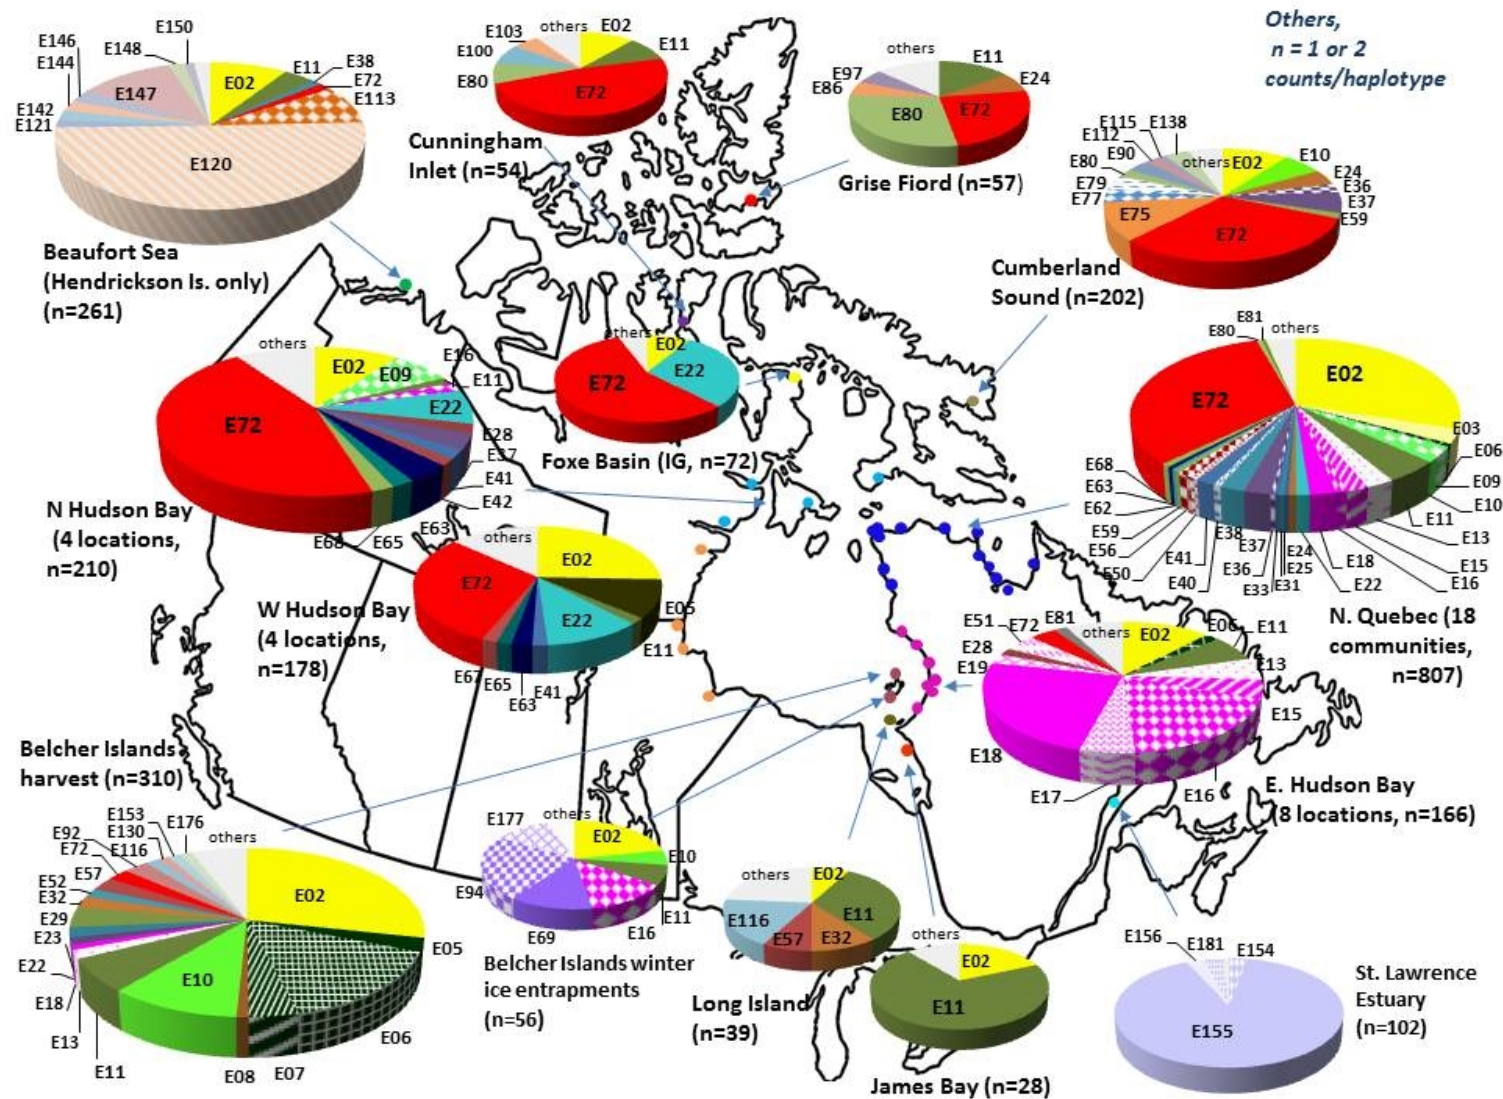 Others,
n = 1 or 2
counts/haplotype
E150
E148
E146
E144
E142
E121
E147
E02
E11
E38
E72
E113
E120
Beaufort Sea
(Hendrickson Is. only)
(n=261)
others
E103
E100
E80
E02
E11
E72
Cunningham
Inlet (n=54)
others
E97
E86
E80
E11
E24
E72
Grise Fiord (n=57)
E115
E138
E112
E90
E80
E79
E77
E75
others
E02
E10
E24
E36
E37
E59
E72
Cumberland
Sound (n=202)
others
E02
E09
E16
E11
E22
E28
E37
E41
E42
E65
E68
E72
N Hudson Bay
(4 locations,
n=210)
others
E02
E22
E72
Foxe Basin (IG, n=72)
E81
E80
others
E02
E72
E03
E06
E09
E10
E11
E13
E15
E16
E18
E22
E24
E25
E31
E33
E37
E36
E38
E40
E41
E50
E56
E59
E62
E63
E68
N. Quebec (18
communities,
n=807)
others
E02
E05
E11
E22
E41
E63
E65
E67
E72
E63
W Hudson Bay
(4 locations,
n=178)
E51
E72
E81
others
E02
E06
E11
E13
E15
E16
E17
E18
E19
E28
E. Hudson Bay
(8 locations, n=166)
Belcher Islands
harvest (n=310)
E153
E130
E116
E92
E72
E57
E52
E32
E29
E23
E22
E18
E13
E11
E176
others
E02
E05
E06
E07
E08
E10
E177
others
E02
E10
E11
E16
E69
E94
Belcher Islands winter
ice entrapments
(n=56)
others
E02
E11
E32
E57
E116
Long Island
(n=39)
others
E02
E11
James Bay (n=28)
E156
E181
E154
E155
St. Lawrence
Estuary
(n=102)